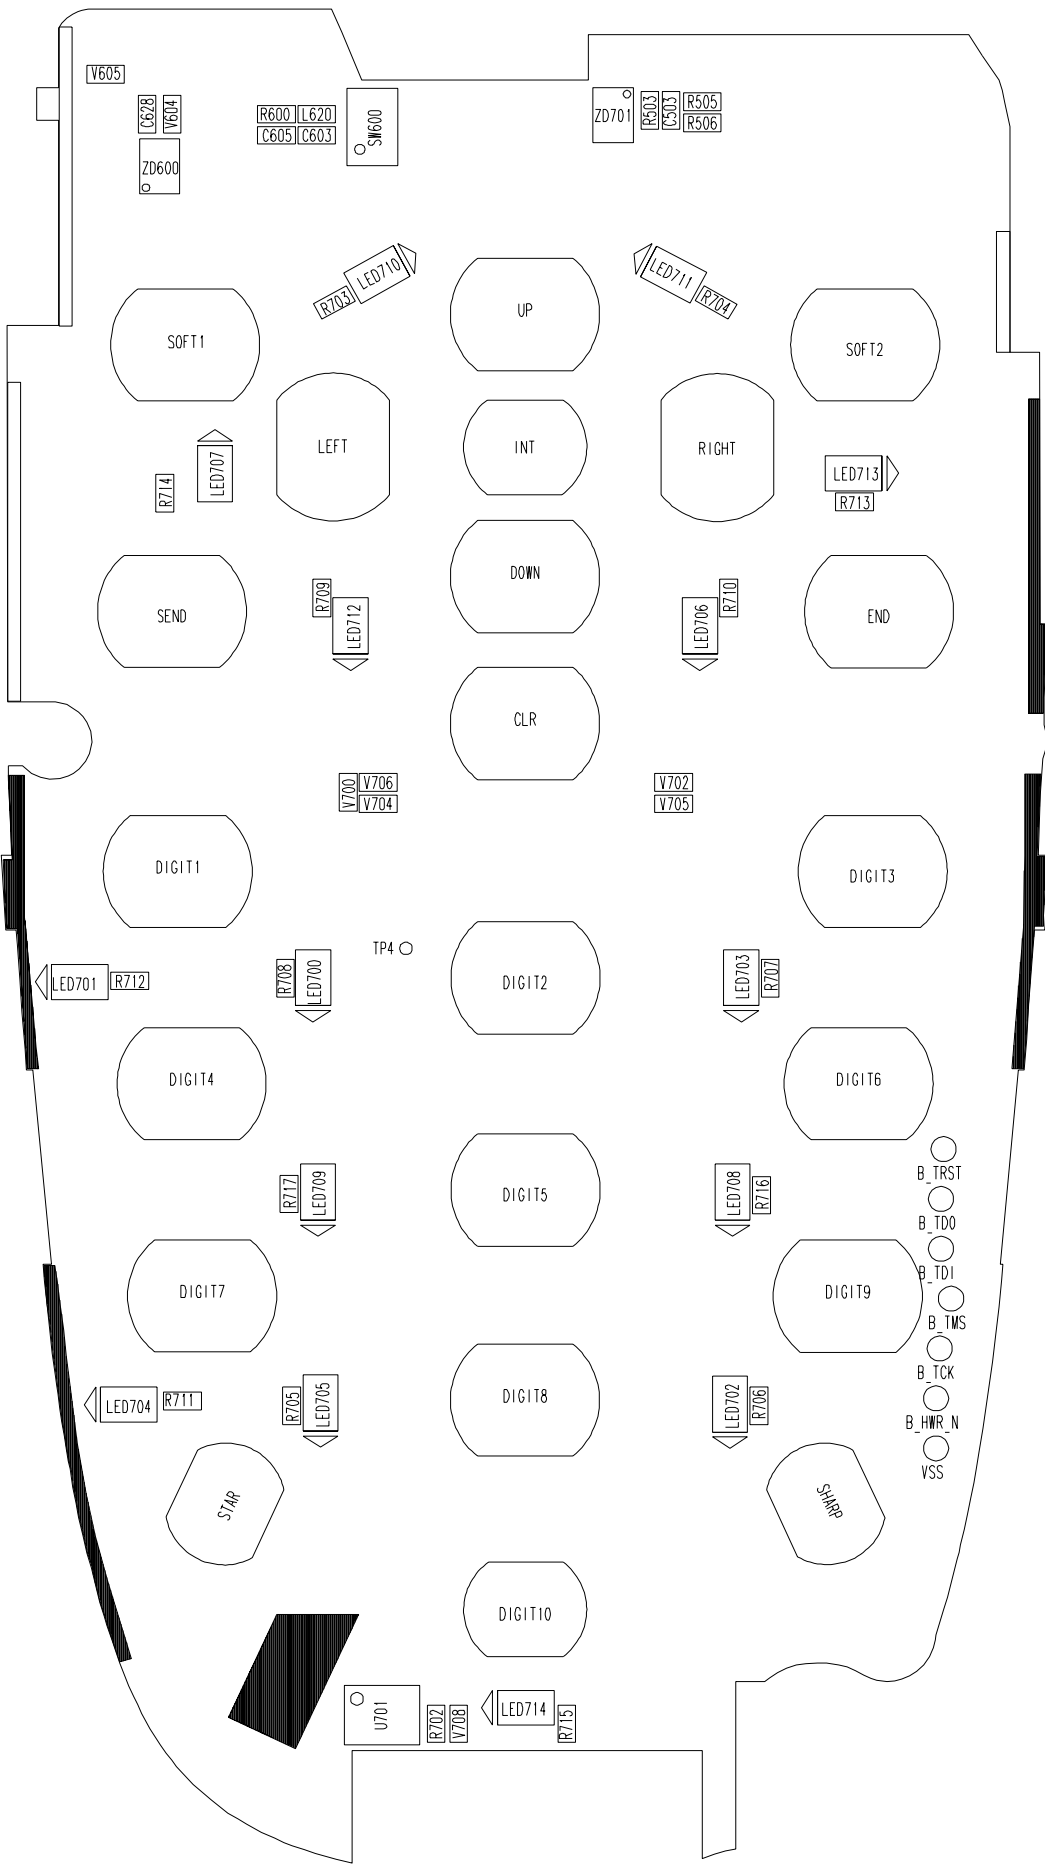 V605
C628
V604
R600
L620
C605
C603
SW600
ZD701
R503
C503
R505
R506
ZD600
LED710
R703
LED711
R704
UP
SOFT1
SOFT2
LEFT
INT
RIGHT
LED707
R714
LED713
R713
DOWN
SEND
R709
LED712
LED706
R710
END
CLR
V700
V706
V704
V702
V705
DIGIT1
DIGIT3
TP4
LED701
R712
R708
LED700
DIGIT2
LED703
R707
DIGIT4
DIGIT6
B_TRST
R717
LED709
DIGIT5
LED708
R716
B_TDO
B_TDI
DIGIT7
DIGIT9
B_TMS
B_TCK
LED704
R711
R705
LED705
DIGIT8
LED702
R706
B_HWR_N
VSS
STAR
SHARP
DIGIT10
U701
R702
V708
LED714
R715